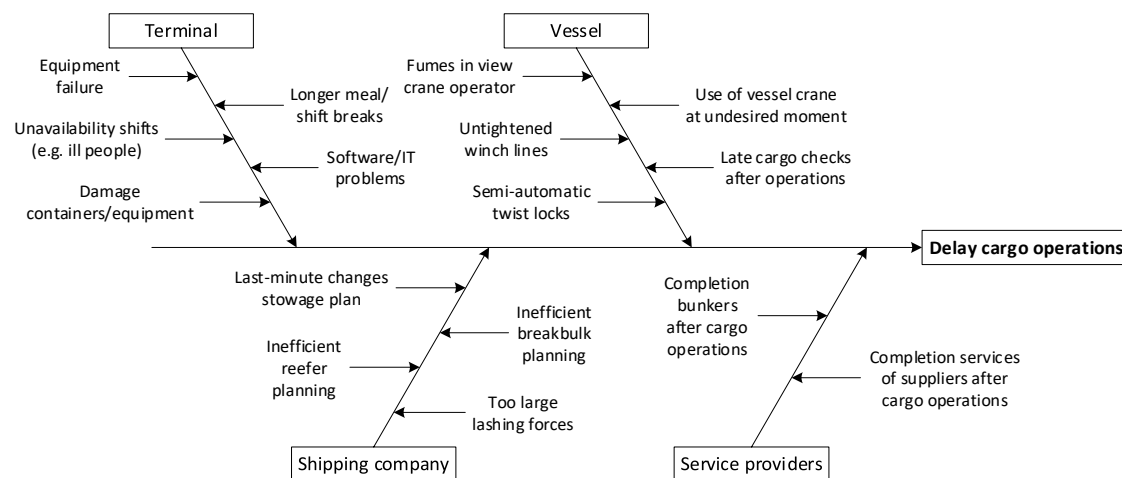 Terminal
Vessel
Equipment
failure
Longer meal/
shift breaks
Unavailability shifts
(e.g. ill people)
Software/IT
problems
Damage
containers/equipment
Fumes in view
crane operator
Use of vessel crane
at undesired moment
Untightened
winch lines
Late cargo checks
after operations
Semi-automatic
twist locks
Delay cargo operations
Last-minute changes
stowage plan
Inefficient
breakbulk planning
Inefficient
reefer
planning
Too large
lashing forces
Completion
bunkers
after cargo
operations
Completion services
of suppliers after
cargo operations
Shipping company
Service providers